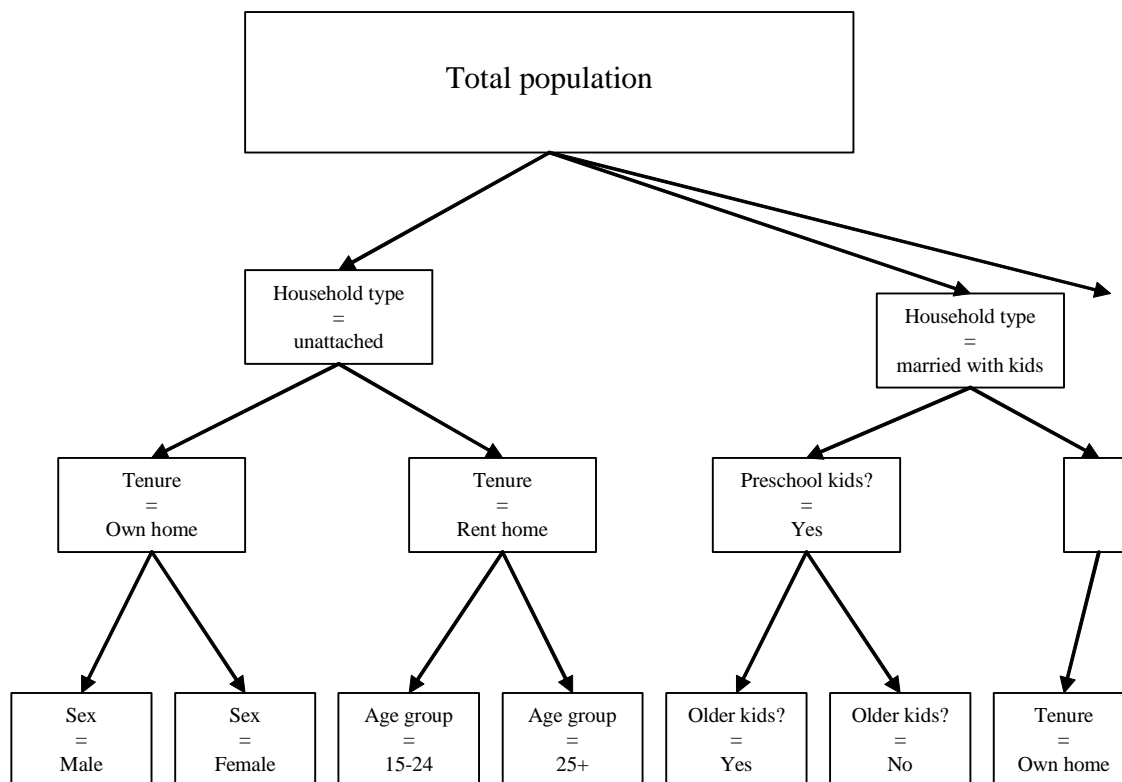 Total population
Household type
=
unattached
Household type
=
married with kids
Tenure
=
Own home
Tenure
=
Rent home
Preschool kids?
=
Yes
Sex
=
Male
Sex
=
Female
Age group
=
15-24
Age group
=
25+
Older kids?
=
Yes
Older kids?
=
No
Tenure
=
Own home